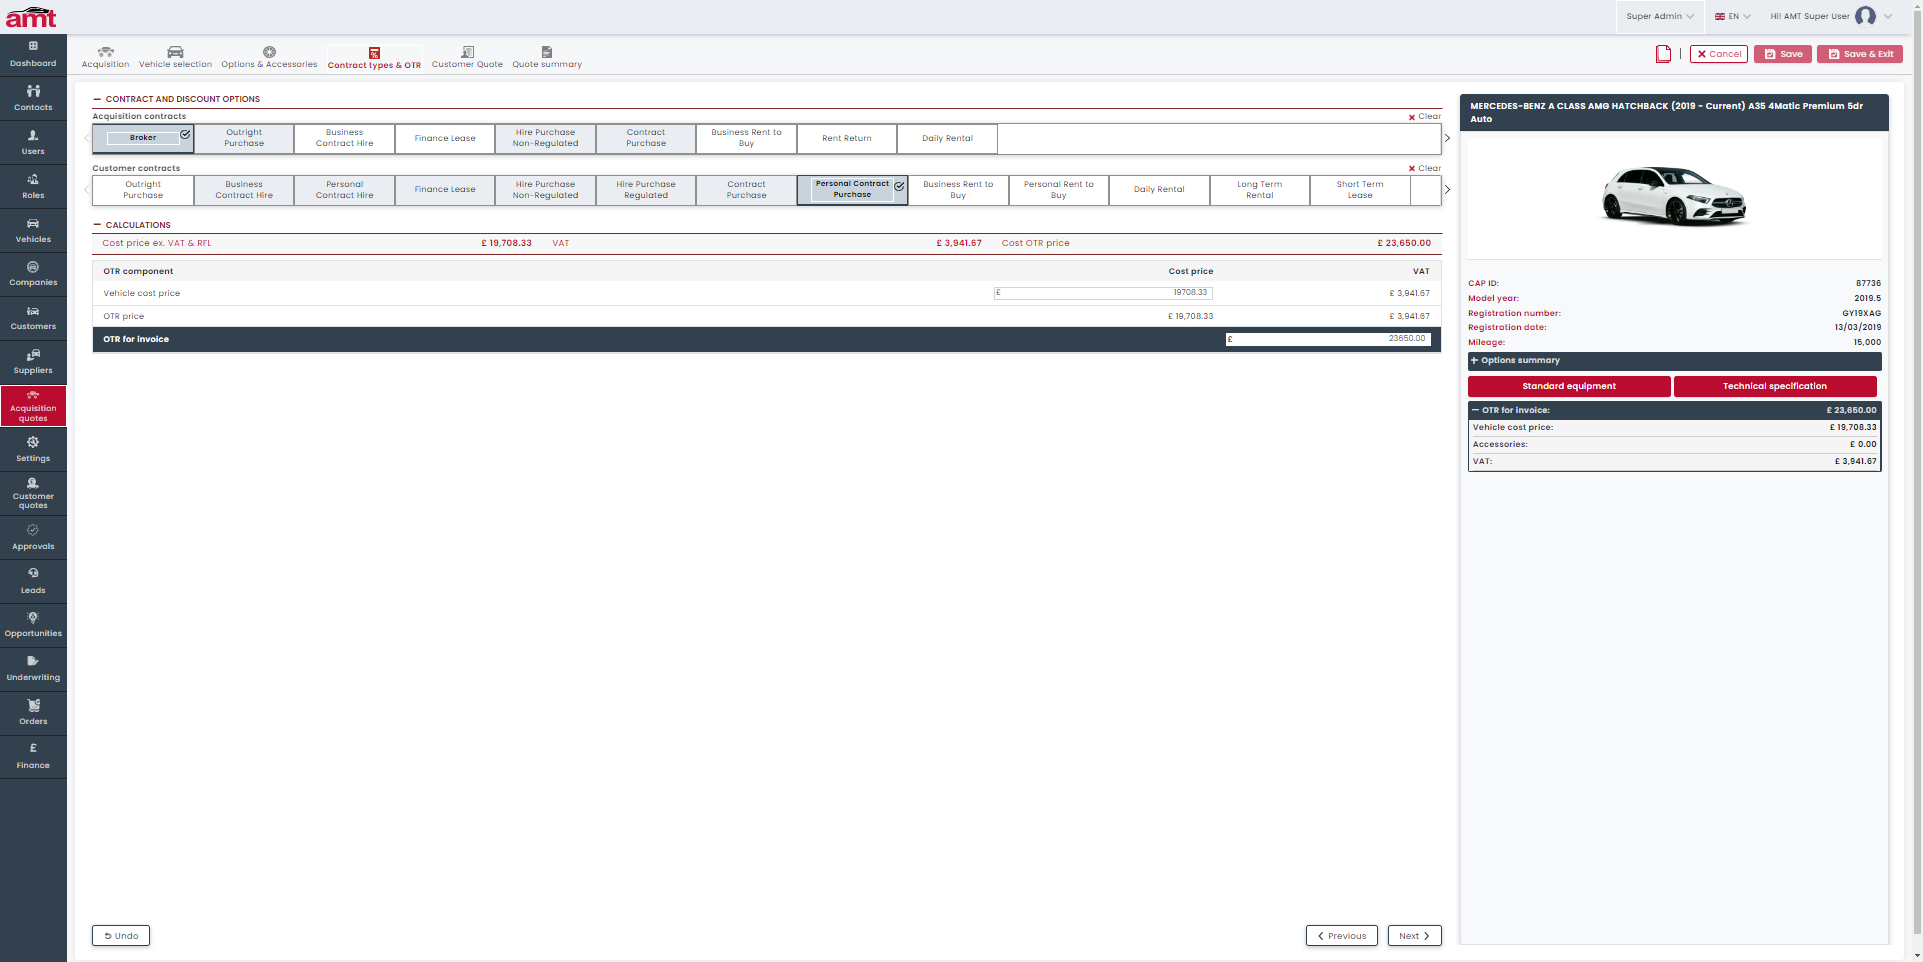 amt
Super Admin
EN
Hi! AMT Super User
Dashboard
Contacts
Users
Roles
Vehicles
Companies
Customers
Suppliers
Acquisition
quotes
Settings
Customer
quotes
Approvals
Leads
Opportunities
Underwriting
Orders
£
Finance
Acquisition
Vehicle selection
Options & Accessories
Contract types & OTR
Customer Quote
Quote summary
Cancel
Save
Save & Exit
CONTRACT AND DISCOUNT OPTIONS
Acquisition contracts
Clear
Broker
Outright
Purchase
Business
Contract Hire
Finance Lease
Hire Purchase
Non-Regulated
Contract
Purchase
Business Rent to
Buy
Rent Return
Daily Rental
Customer contracts
Clear
Outright
Purchase
Business
Contract Hire
Personal
Contract Hire
Finance Lease
Hire Purchase
Non-Regulated
Hire Purchase
Regulated
Contract
Purchase
Personal Contract
Purchase
Business Rent to
Buy
Personal Rent to
Buy
Daily Rental
Long Term
Rental
Short Term
Lease
CALCULATIONS
Cost price ex. VAT & RFL £ 19,708.33 VAT £ 3,941.67 Cost OTR price £ 23,650.00
OTR component Cost price VAT
Vehicle cost price £ 19708.33 £ 3,941.67
OTR price £ 19,708.33 £ 3,941.67
OTR for invoice £ 23650.00
Undo
Previous
Next
MERCEDES-BENZ A CLASS AMG HATCHBACK (2019 - Current) A35 4Matic Premium 5dr
Auto
CAP ID: 87736
Model year: 2019.5
Registration number: GY19XAG
Registration date: 13/03/2019
Mileage: 15,000
+ Options summary
Standard equipment
Technical specification
OTR for invoice: £ 23,650.00
Vehicle cost price: £ 19,708.33
Accessories: £ 0.00
VAT: £ 3,941.67